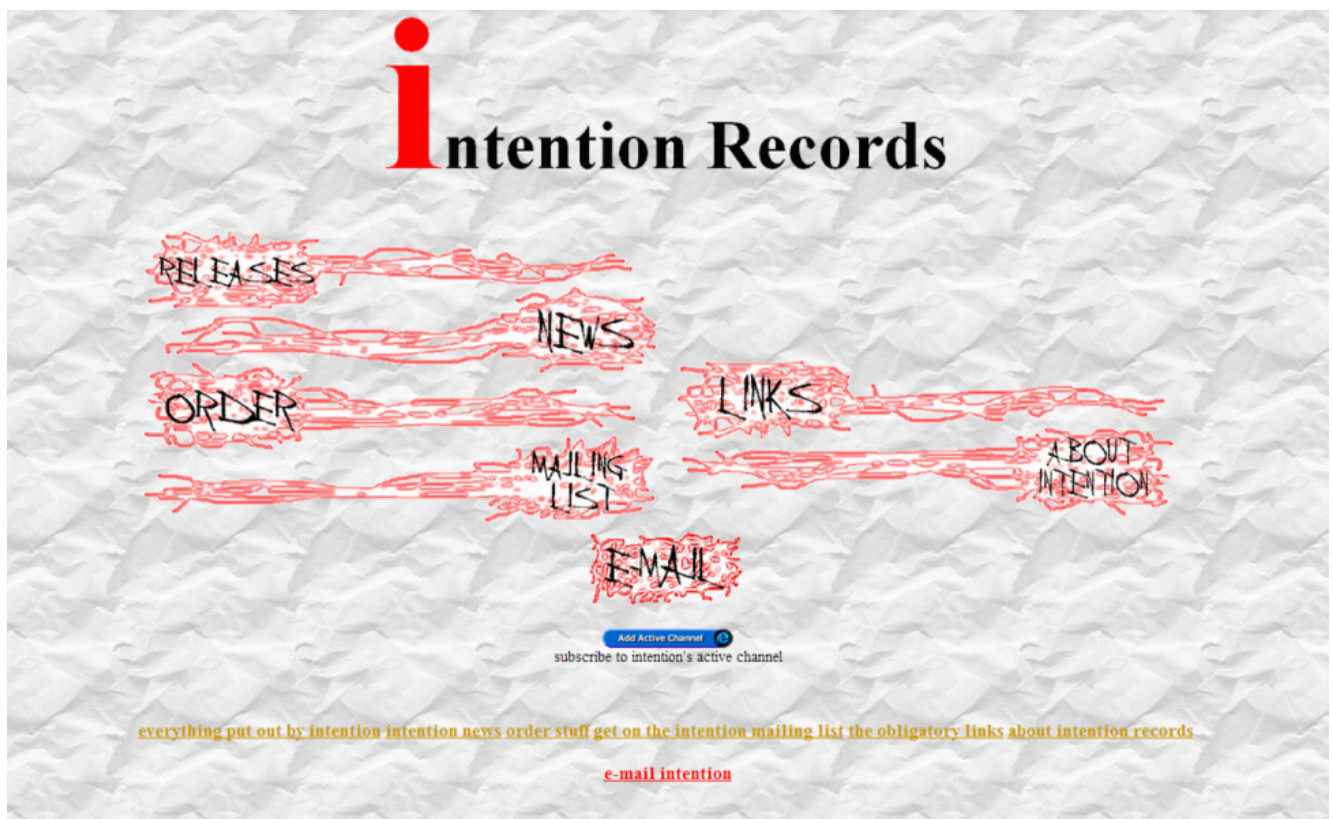 intention Records
RELEASES
NEWS
ORDER
LINKS
MAILING
LIST
ABOUT
INTENTION
E-MAIL
Add Active Channel
subscribe to intention's active channel
everything put out by intention intention news order stuff get on the intention mailing list the obligatory links about intention records
e-mail intention